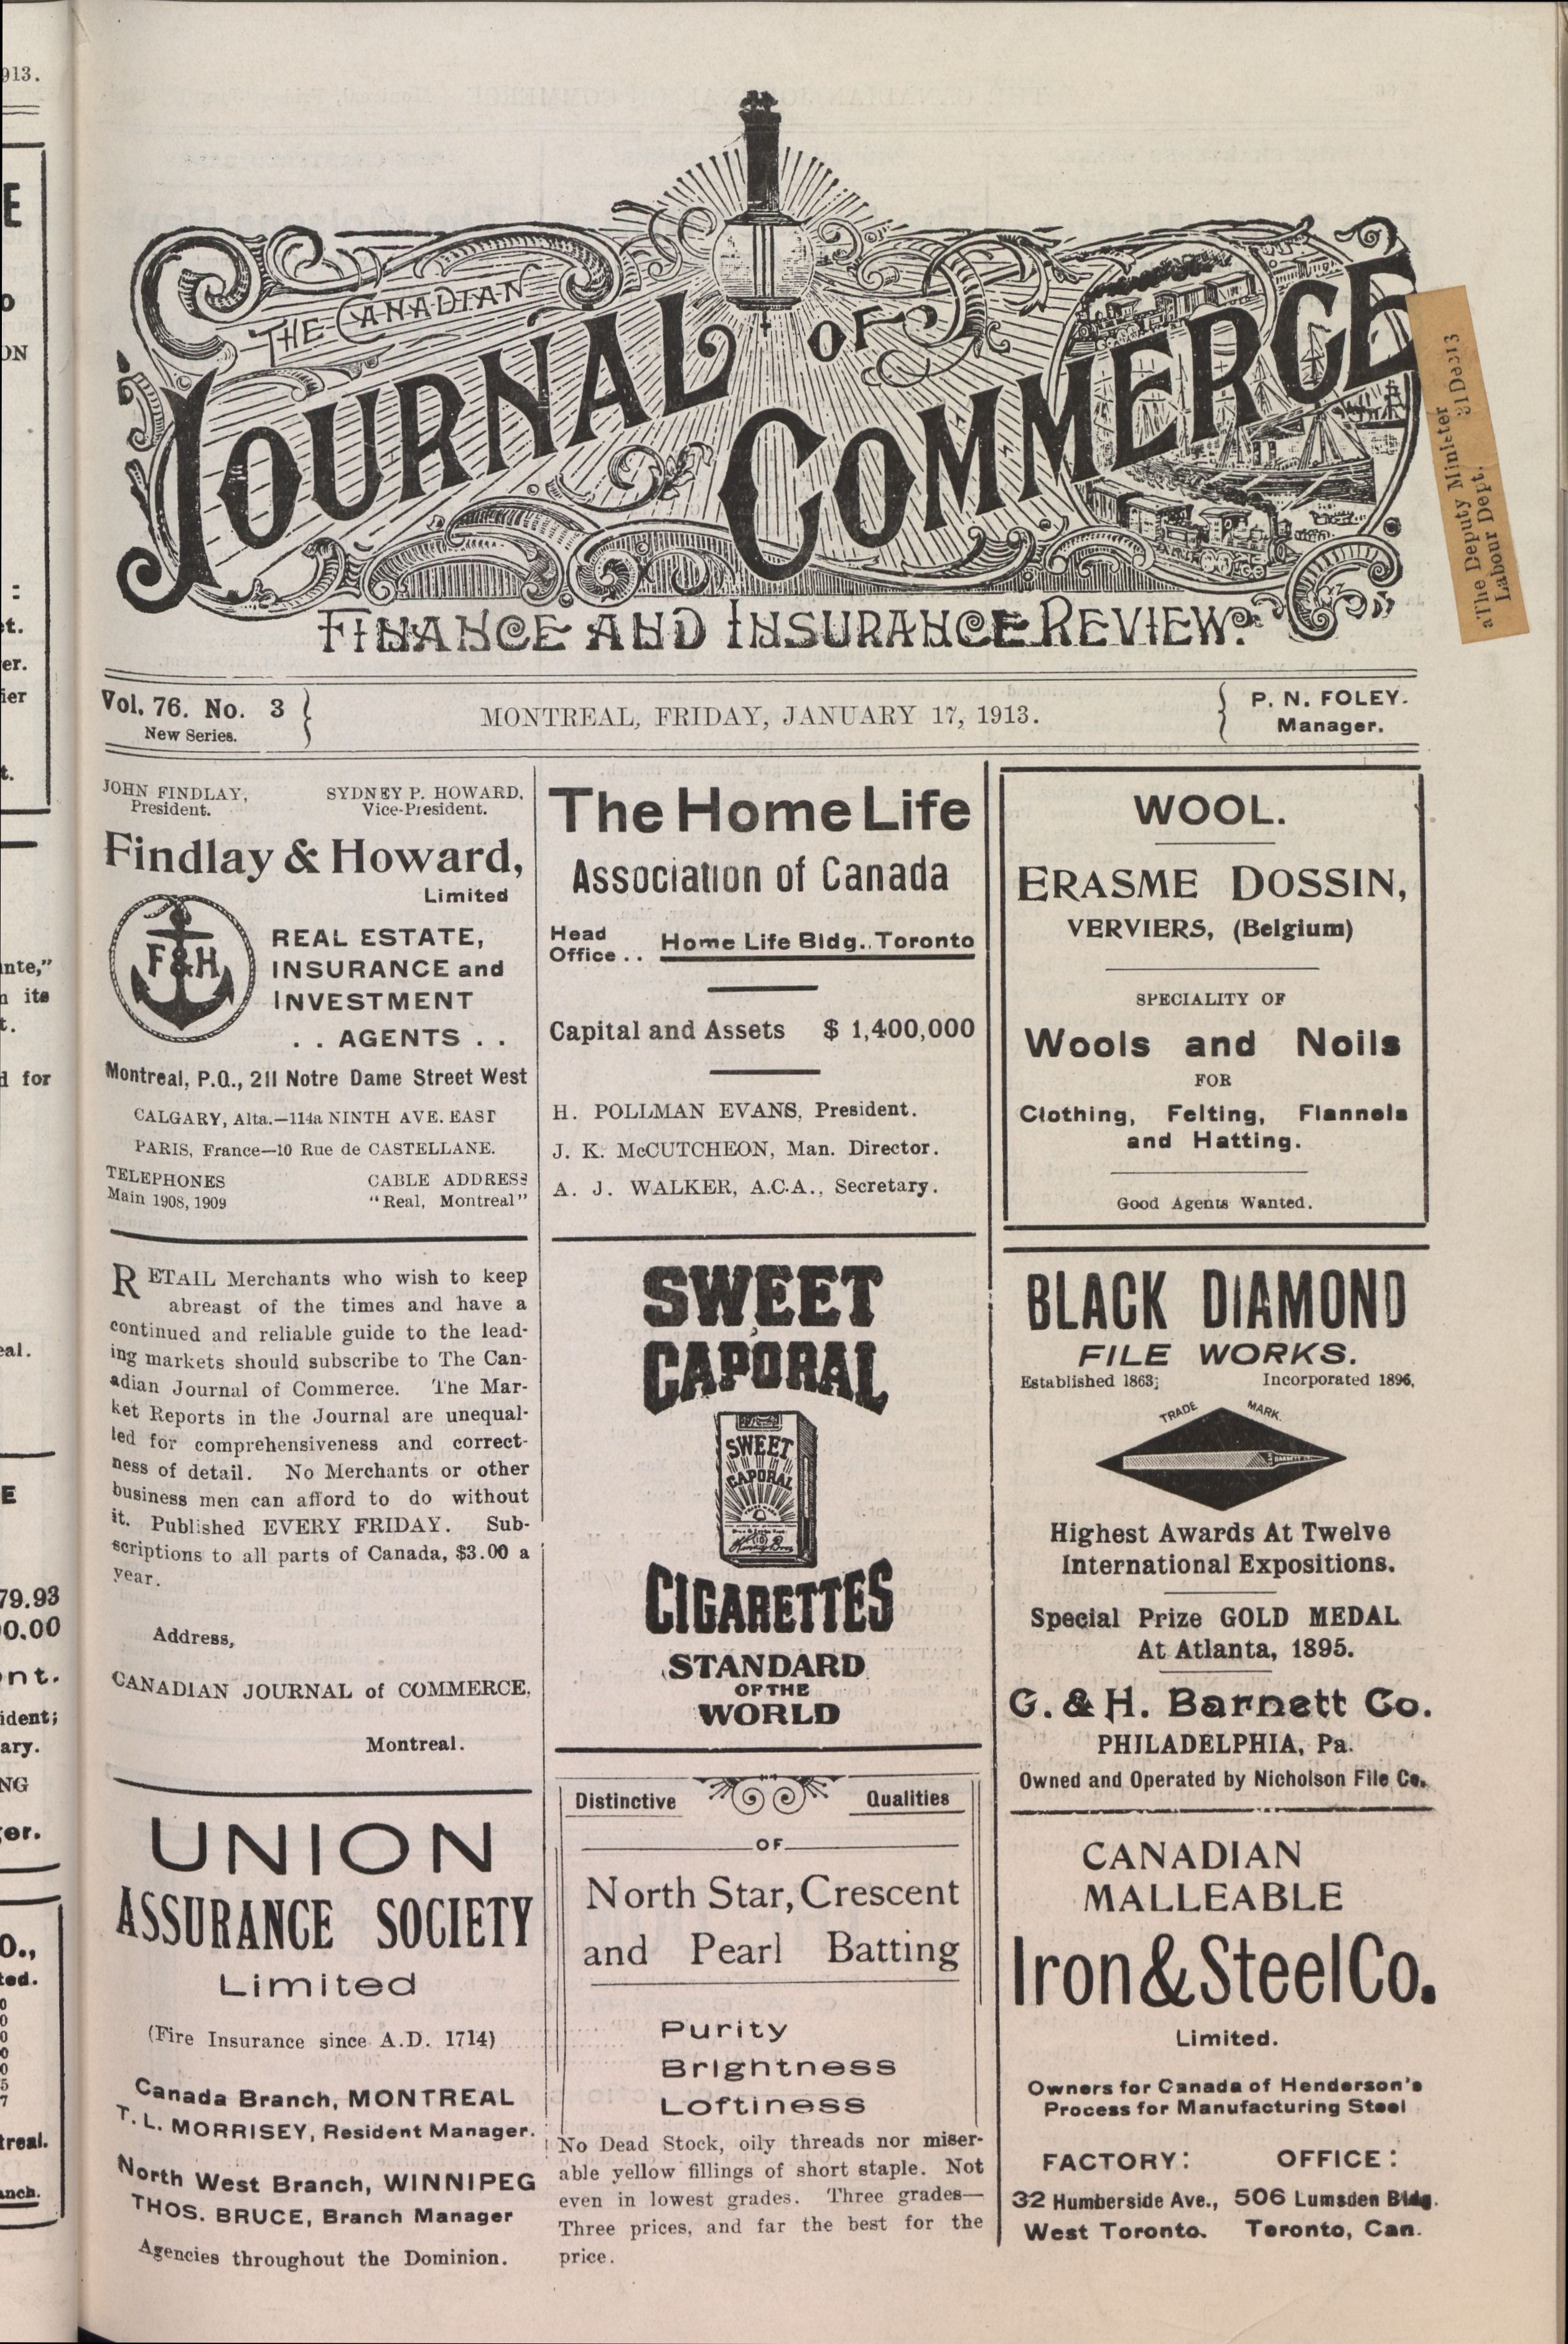 THE CANADIAN
JOURNAL OF
COMMERCE
FINANCE AND INSURANCE REVIEW.
aThe Deputy Minister
Labour Dept.
Vol. 76. No. 3
New Series.
MONTREAL, FRIDAY, JANUARY 17, 1913.
P. N. FOLEY.
Manager.
JOHN FINDLAY, SYDNEY P. HOWARD,
President. Vice-President.
Findlay & Howard,
Limited
F & H
REAL ESTATE,
INSURANCE and
INVESTMENT
. . AGENTS . .
Montreal, P.Q., 211 Notre Dame Street West
CALGARY, Alta.—114a NINTH AVE. EAST
PARIS, France—10 Rue de CASTELLANE.
TELEPHONES CABLE ADDRESS
Main 1908, 1909 "Real, Montreal"
RETAIL Merchants who wish to keep
abreast of the times and have a
continued and reliable guide to the lead-
ing markets should subscribe to The Can-
adian Journal of Commerce. The Mar-
ket Reports in the Journal are unequal-
led for comprehensiveness and correct-
ness of detail. No Merchants or other
business men can afford to do without
it. Published EVERY FRIDAY. Sub-
scriptions to all parts of Canada, $3.00 a
year.
Address,
CANADIAN JOURNAL of COMMERCE,
Montreal.
UNION
ASSURANCE SOCIETY
Limited
(Fire Insurance since A.D. 1714)
Canada Branch, MONTREAL
T. L. MORRISEY, Resident Manager.
North West Branch, WINNIPEG
THOS. BRUCE, Branch Manager
Agencies throughout the Dominion.
The Home Life
Association of Canada
Head
Office . . Home Life Bldg., Toronto
Capital and Assets $ 1,400,000
H. POLLMAN EVANS, President.
J. K. McCUTCHEON, Man. Director.
A. J. WALKER, A.C.A., Secretary.
SWEET
CAPORAL
SWEET
CAPORAL
CIGARETTES
STANDARD
OF THE
WORLD
Distinctive Qualities
OF
North Star, Crescent
and Pearl Batting
Purity
Brightness
Loftiness
No Dead Stock, oily threads nor miser-
able yellow fillings of short staple. Not
even in lowest grades. Three grades—
Three prices, and far the best for the
price.
WOOL.
ERASME DOSSIN,
VERVIERS, (Belgium)
SPECIALITY OF
Wools and Noils
FOR
Clothing, Felting, Flannels
and Hatting.
Good Agents Wanted.
BLACK DIAMOND
FILE WORKS.
Established 1863; Incorporated 1896,
TRADE MARK.
Highest Awards At Twelve
International Expositions.
Special Prize GOLD MEDAL
At Atlanta, 1895.
G. & H. Barnett Co.
PHILADELPHIA, Pa.
Owned and Operated by Nicholson File Co.
CANADIAN
MALLEABLE
Iron & Steel Co.
Limited.
Owners for Canada of Henderson's
Process for Manufacturing Steel
FACTORY: OFFICE:
32 Humberside Ave., 506 Lumsden Bldg.
West Toronto. Toronto, Can.